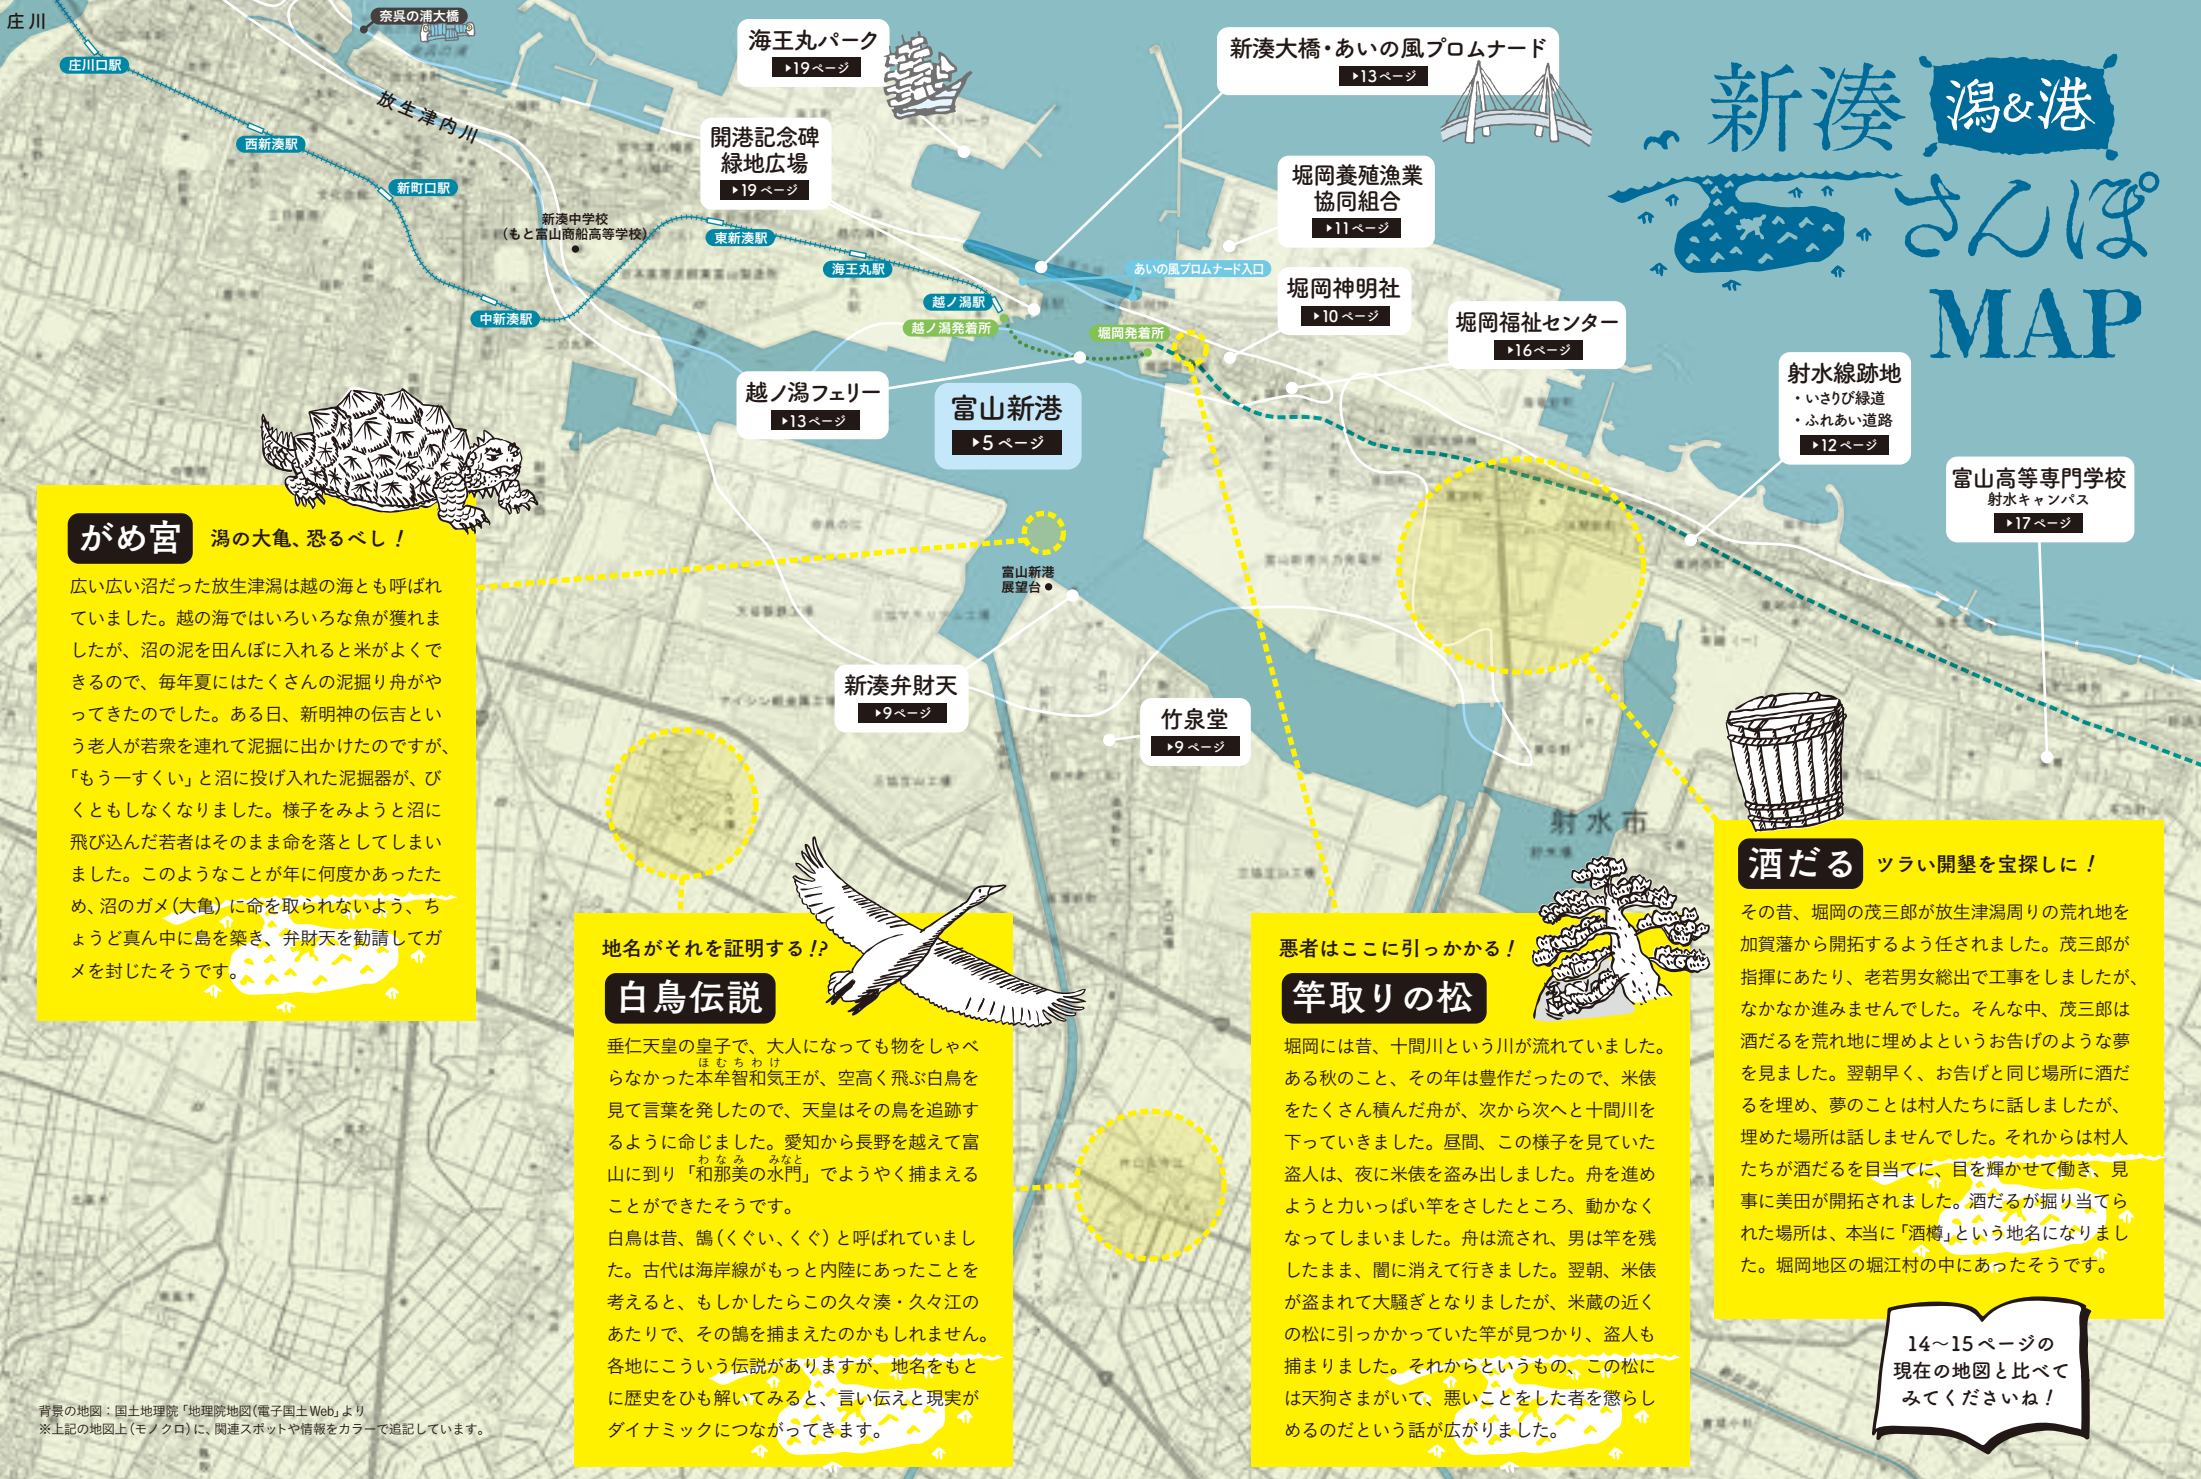 新湊 潟&港
さんぽ
MAP
庄川
奈呉の浦大橋
庄川口駅
放生津内川
西新湊駅
新町口駅
新湊中学校
(もと富山商船高等学校)
中新湊駅
東新湊駅
海王丸駅
越ノ潟駅
越ノ潟発着所
堀岡発着所
あいの風プロムナード入口
海王丸パーク
▸19ページ
開港記念碑
緑地広場
▸19ページ
新湊大橋・あいの風プロムナード
▸13ページ
堀岡養殖漁業
協同組合
▸11ページ
堀岡神明社
▸10ページ
堀岡福祉センター
▸16ページ
射水線跡地
・いさりび緑道
・ふれあい道路
▸12ページ
富山高等専門学校
射水キャンパス
▸17ページ
越ノ潟フェリー
▸13ページ
富山新港
▸5ページ
富山新港
展望台
新湊弁財天
▸9ページ
竹泉堂
▸9ページ
射水市
がめ宮 潟の大亀、恐るべし!
広い広い沼だった放生津潟は越の海とも呼ばれ
ていました。越の海ではいろいろな魚が獲れま
したが、沼の泥を田んぼに入れると米がよくで
きるので、毎年夏にはたくさんの泥掘り舟がや
ってきたのでした。ある日、新明神の伝吉とい
う老人が若衆を連れて泥掘に出かけたのですが、
「もう一すくい」と沼に投げ入れた泥掘器が、び
くともしなくなりました。様子をみようと沼に
飛び込んだ若者はそのまま命を落としてしまい
ました。このようなことが年に何度かあったた
め、沼のガメ(大亀)に命を取られないよう、ち
ょうど真ん中に島を築き、弁財天を勧請してガ
メを封じたそうです。
地名がそれを証明する!?
白鳥伝説
垂仁天皇の皇子で、大人になっても物をしゃべ
ほむちわけ
らなかった本牟智和気王が、空高く飛ぶ白鳥を
見て言葉を発したので、天皇はその鳥を追跡す
るように命じました。愛知から長野を越えて富
わなみ みなと
山に到り「和那美の水門」でようやく捕まえる
ことができたそうです。
白鳥は昔、鵠(くぐい、くぐ)と呼ばれていまし
た。古代は海岸線がもっと内陸にあったことを
考えると、もしかしたらこの久々湊・久々江の
あたりで、その鵠を捕まえたのかもしれません。
各地にこういう伝説がありますが、地名をもと
に歴史をひも解いてみると、言い伝えと現実が
ダイナミックにつながってきます。
悪者はここに引っかかる!
竿取りの松
堀岡には昔、十間川という川が流れていました。
ある秋のこと、その年は豊作だったので、米俵
をたくさん積んだ舟が、次から次へと十間川を
下っていきました。昼間、この様子を見ていた
盗人は、夜に米俵を盗み出しました。舟を進め
ようと力いっぱい竿をさしたところ、動かなく
なってしまいました。舟は流され、男は竿を残
したまま、闇に消えて行きました。翌朝、米俵
が盗まれて大騒ぎとなりましたが、米蔵の近く
の松に引っかかっていた竿が見つかり、盗人も
捕まりました。それからというもの、この松に
は天狗さまがいて、悪いことをした者を懲らし
めるのだという話が広がりました。
酒だる ツラい開墾を宝探しに!
その昔、堀岡の茂三郎が放生津潟周りの荒れ地を
加賀藩から開拓するよう任されました。茂三郎が
指揮にあたり、老若男女総出で工事をしましたが、
なかなか進みませんでした。そんな中、茂三郎は
酒だるを荒れ地に埋めよというお告げのような夢
を見ました。翌朝早く、お告げと同じ場所に酒だ
るを埋め、夢のことは村人たちに話しましたが、
埋めた場所は話しませんでした。それからは村人
たちが酒だるを目当てに、目を輝かせて働き、見
事に美田が開拓されました。酒だるが掘り当てら
れた場所は、本当に「酒樽」という地名になりまし
た。堀岡地区の堀江村の中にあったそうです。
14〜15ページの
現在の地図と比べて
みてくださいね!
背景の地図:国土地理院「地理院地図(電子国土Web)」より
※上記の地図上(モノクロ)に、関連スポットや情報をカラーで追記しています。